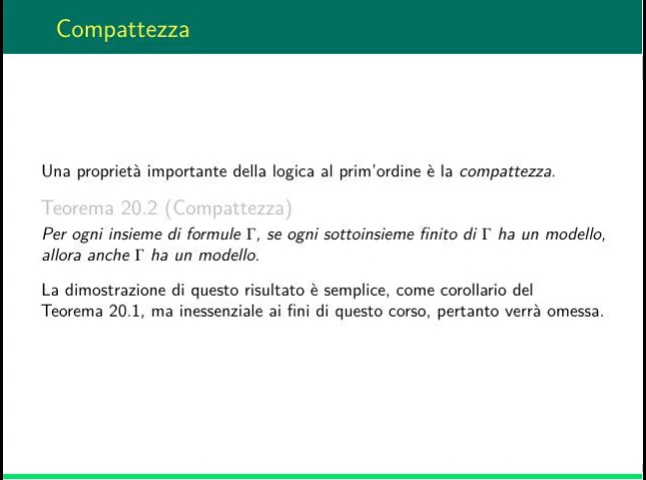 Compattezza
Una proprietà importante della logica al prim'ordine è la compattezza.
Teorema 20.2 (Compattezza)
Per ogni insieme di formule Γ, se ogni sottoinsieme finito di Γ ha un modello,
allora anche Γ ha un modello.
La dimostrazione di questo risultato è semplice, come corollario del
Teorema 20.1, ma inessenziale ai fini di questo corso, pertanto verrà omessa.